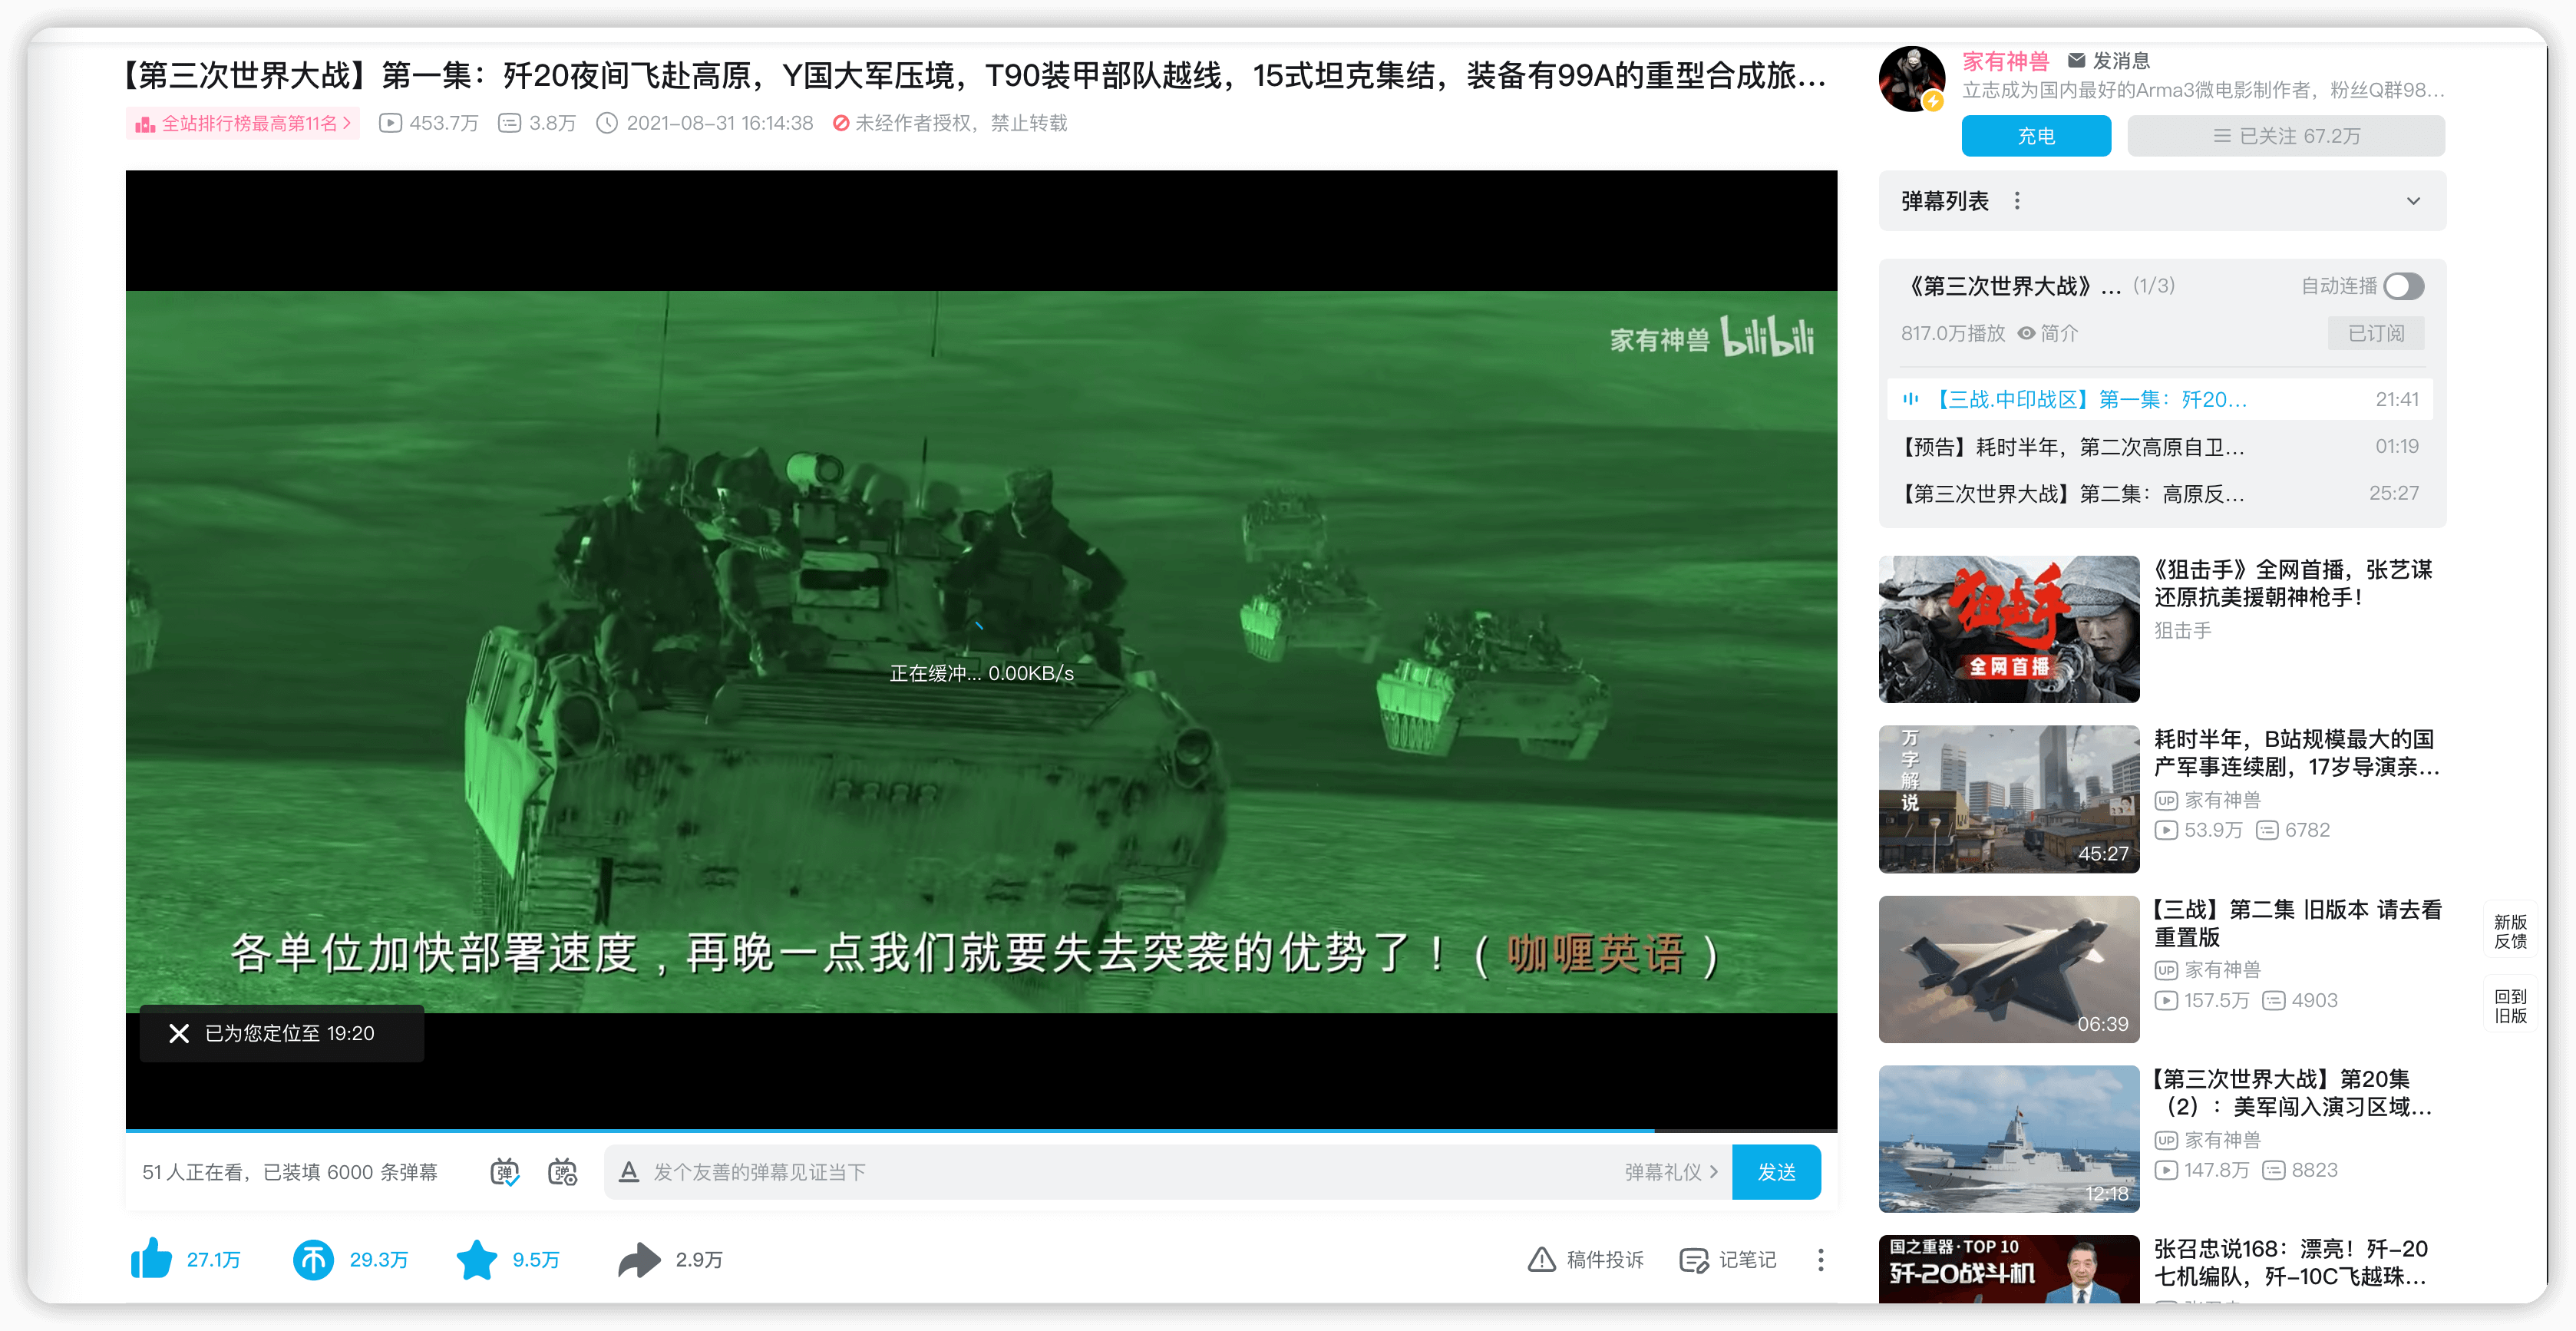 【第三次世界大战】第一集：歼20夜间飞赴高原，Y国大军压境，T90装甲部队越线，15式坦克集结，装备有99A的重型合成旅...
全站排行榜最高第11名 >
453.7万
3.8万
2021-08-31 16:14:38
未经作者授权，禁止转载
家有神兽 bilibili
正在缓冲... 0.00KB/s
各单位加快部署速度，再晚一点我们就要失去突袭的优势了！（咖喱英语）
已为您定位至 19:20
51 人正在看，已装填 6000 条弹幕
弹
弹
A
发个友善的弹幕见证当下
弹幕礼仪 >
发送
27.1万
29.3万
9.5万
2.9万
稿件投诉
记笔记
家有神兽
发消息
立志成为国内最好的Arma3微电影制作者，粉丝Q群98...
充电
已关注 67.2万
弹幕列表
《第三次世界大战》... (1/3)
自动连播
817.0万播放
简介
已订阅
【三战.中印战区】第一集：歼20... 21:41
【预告】耗时半年，第二次高原自卫... 01:19
【第三次世界大战】第二集：高原反... 25:27
狙击手
全网首播
《狙击手》全网首播，张艺谋
还原抗美援朝神枪手！
狙击手
万字解说
45:27
耗时半年，B站规模最大的国
产军事连续剧，17岁导演亲...
UP 家有神兽
53.9万 6782
06:39
【三战】第二集 旧版本 请去看
重置版
UP 家有神兽
157.5万 4903
12:18
【第三次世界大战】第20集
（2）：美军闯入演习区域...
UP 家有神兽
147.8万 8823
国之重器·TOP 10
歼-20战斗机
张召忠说168：漂亮！歼-20
七机编队，歼-10C飞越珠...
新版
反馈
回到
旧版